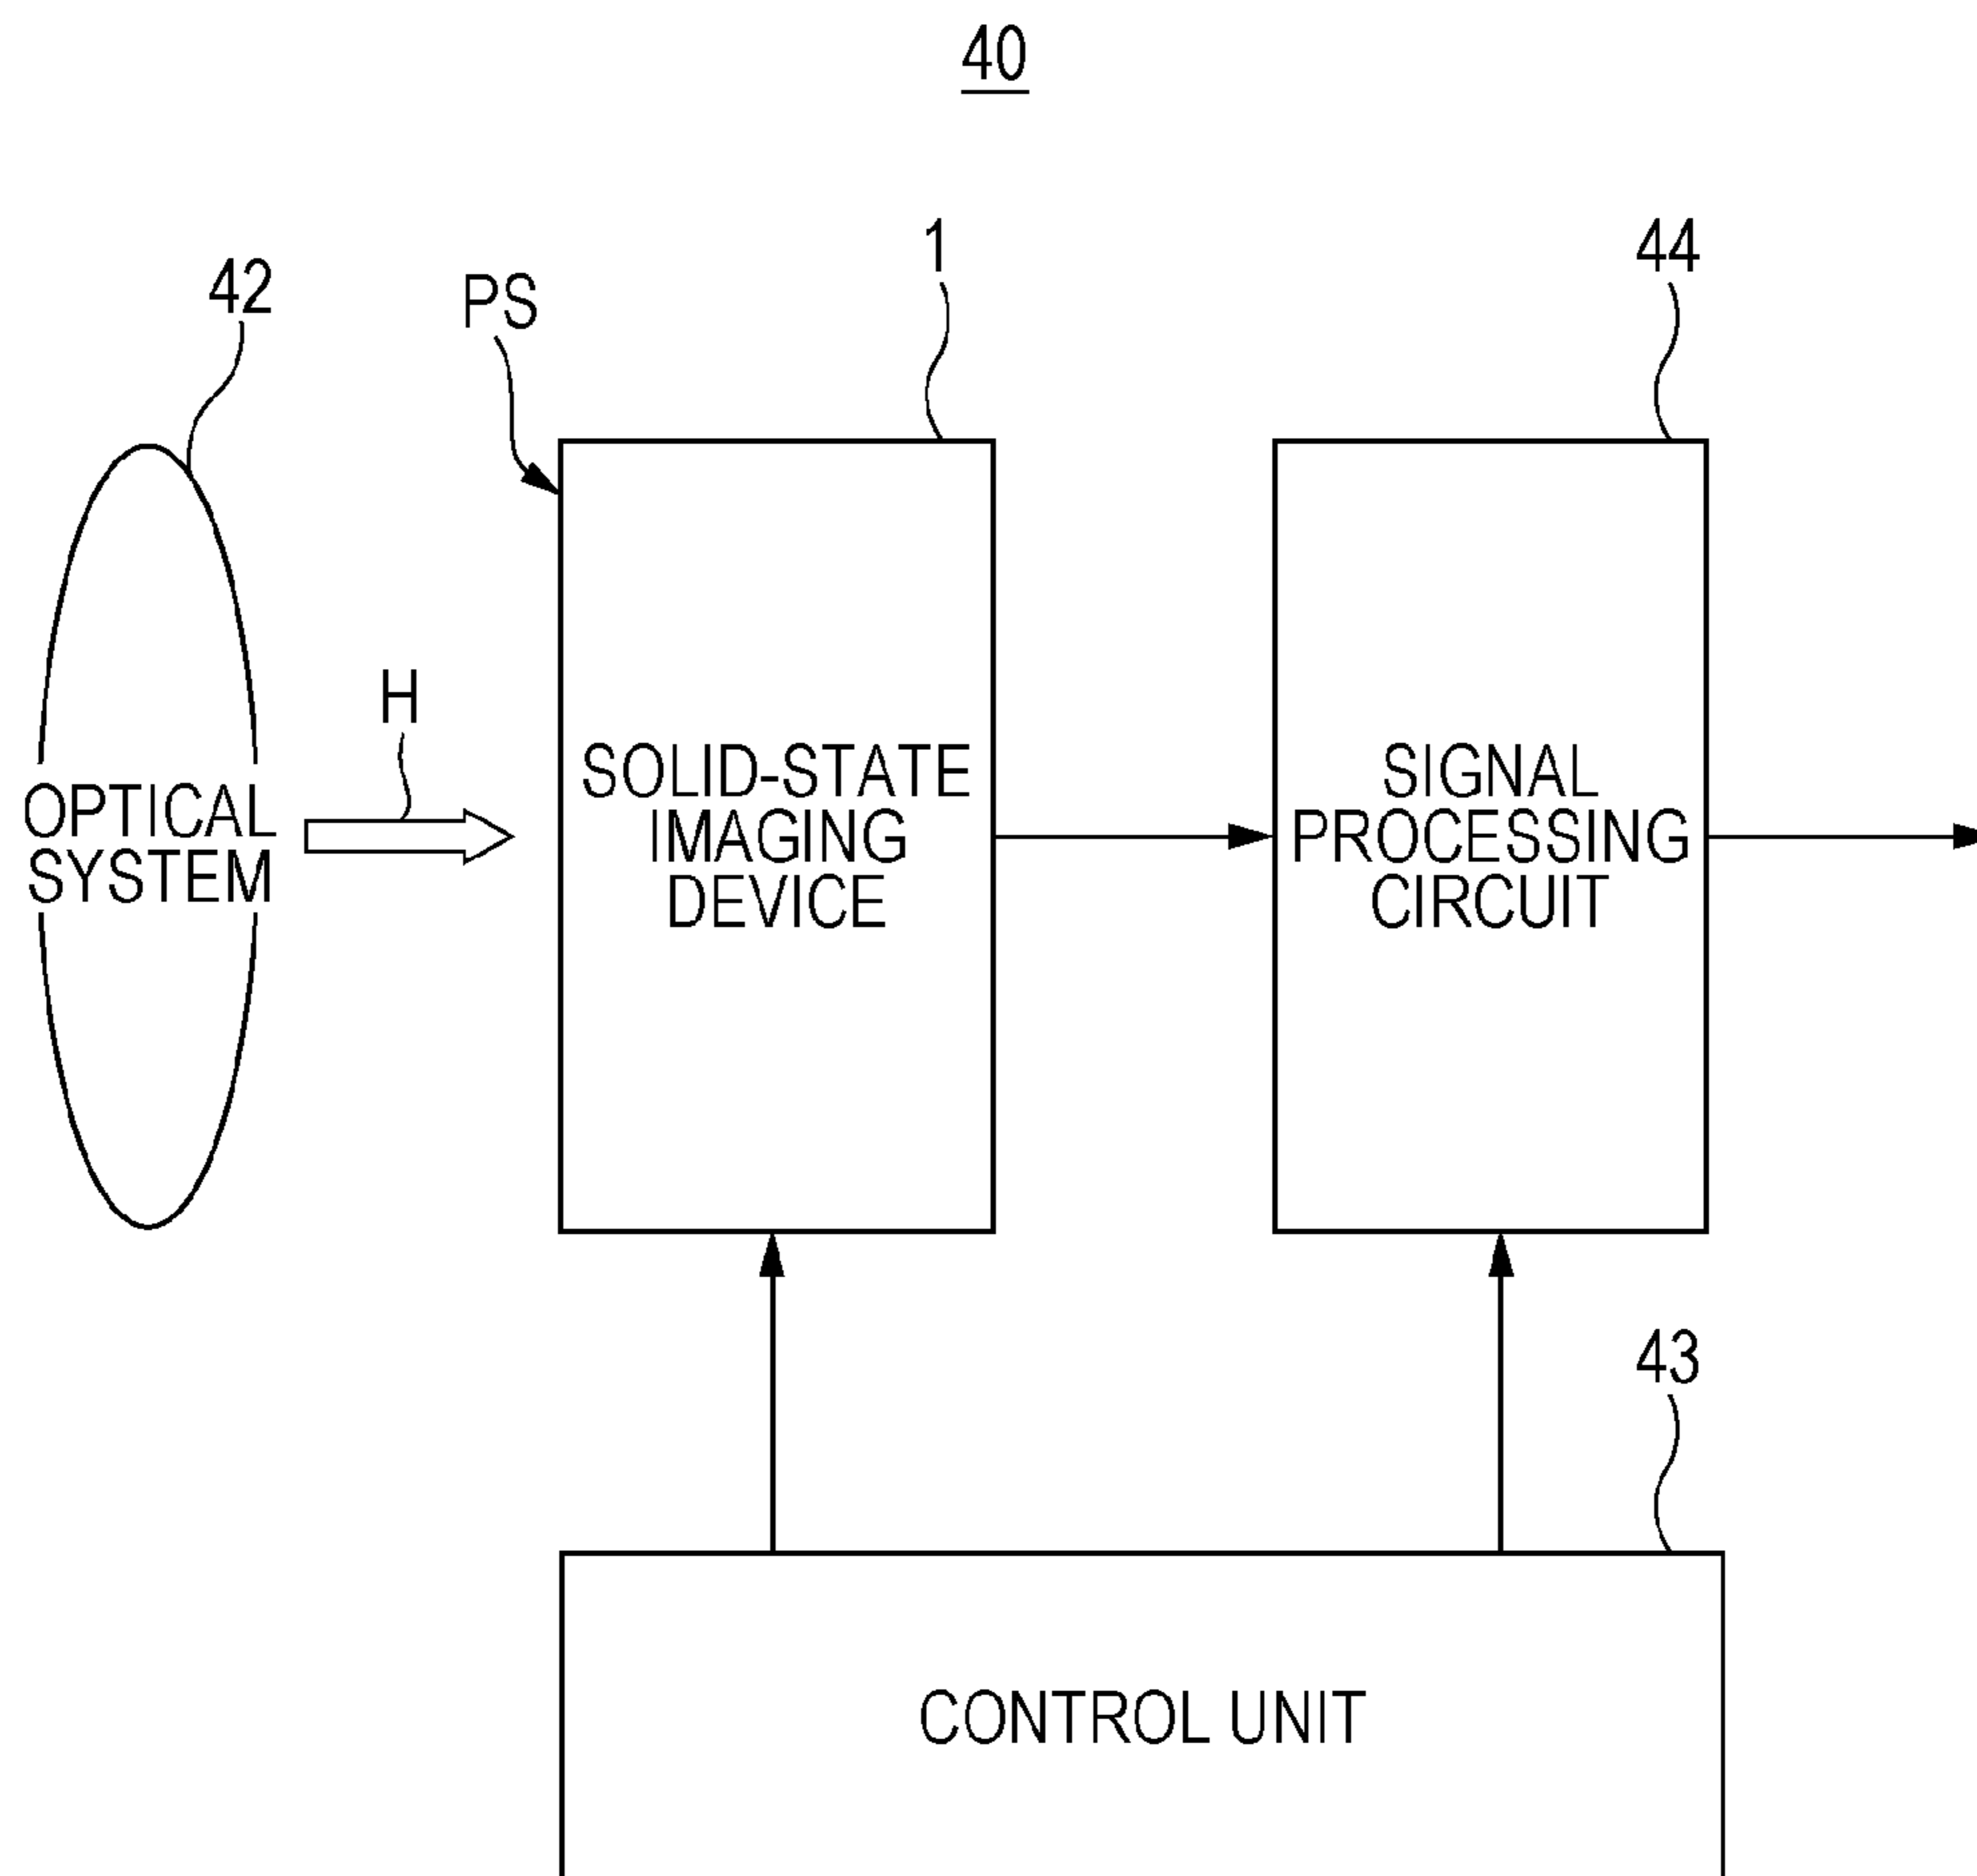 40
1
44
42
PS
H
OPTICAL
SYSTEM
SOLID-STATE
IMAGING
DEVICE
SIGNAL
PROCESSING
CIRCUIT
43
CONTROL UNIT